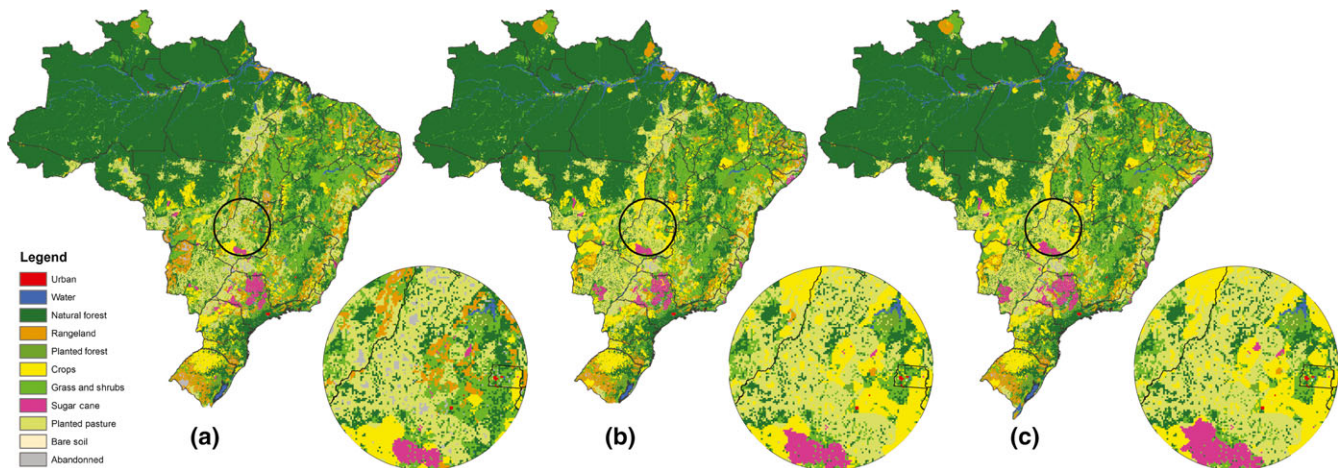 Legend
Urban
Water
Natural forest
Rangeland
Planted forest
Crops
Grass and shrubs
Sugar cane
Planted pasture
Bare soil
Abandonned
(a)
(b)
(c)